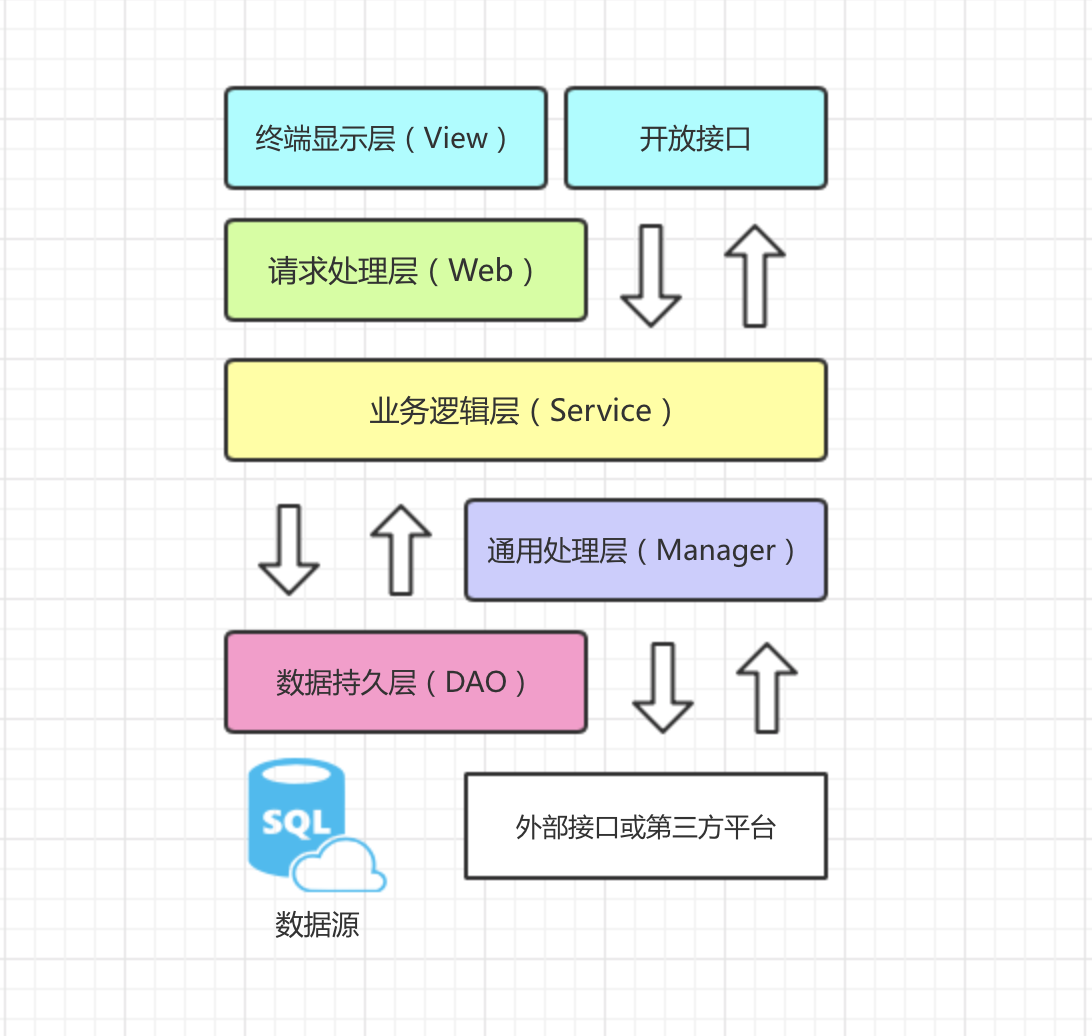 终端显示层（View）
开放接口
请求处理层（Web）
业务逻辑层（Service）
通用处理层（Manager）
数据持久层（DAO）
SQL
外部接口或第三方平台
数据源